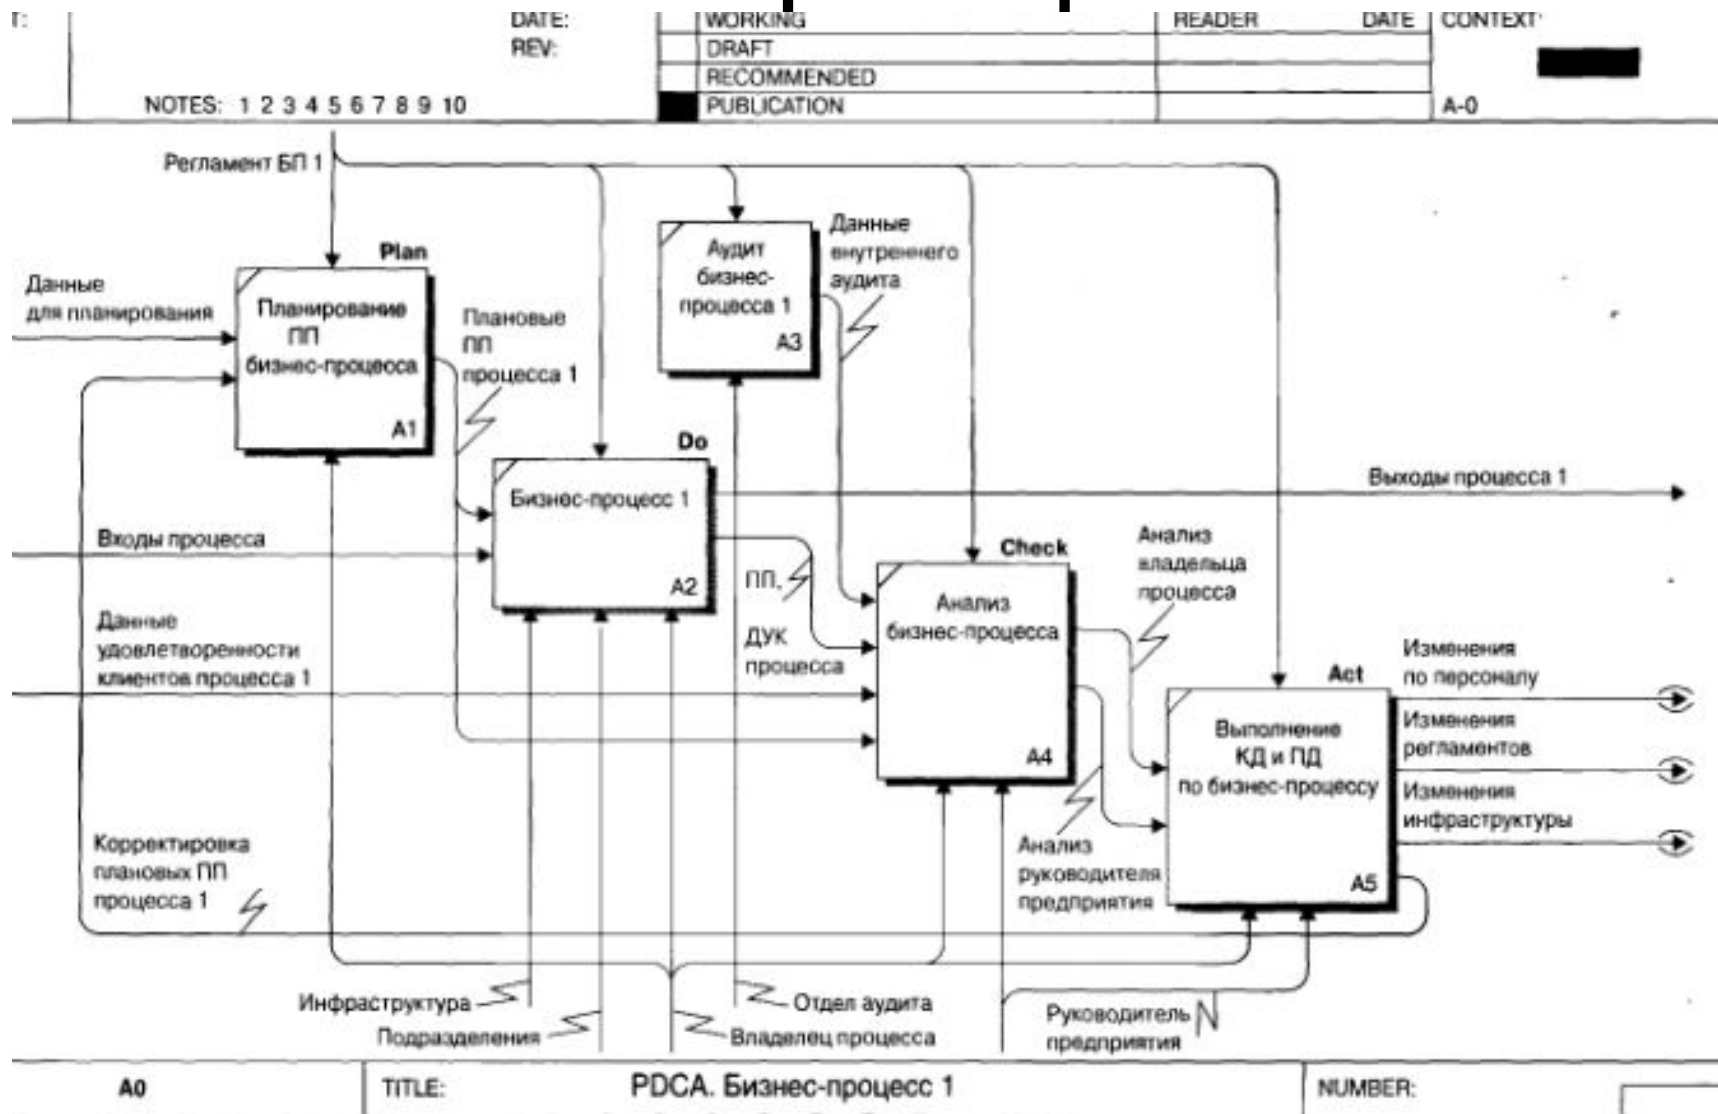 T:
DATE:
WORKING
READER
DATE
CONTEXT:
REV:
DRAFT
RECOMMENDED
NOTES: 1 2 3 4 5 6 7 8 9 10
PUBLICATION
A-0
Регламент БП 1
Plan
Данные
для планирования
Планирование
ПП
бизнес-процесса
A1
Плановые
ПП
процесса 1
Аудит
бизнес-
процесса 1
A3
Данные
внутреннего
аудита
Do
Бизнес-процесс 1
A2
Выходы процесса 1
Входы процесса
Данные
удовлетворенности
клиентов процесса 1
ПП,
ДУК
процесса
Check
Анализ
бизнес-процесса
A4
Анализ
владельца
процесса
Act
Выполнение
КД и ПД
по бизнес-процессу
A5
Изменения
по персоналу
Изменения
регламентов
Изменения
инфраструктуры
Корректировка
плановых ПП
процесса 1
Анализ
руководителя
предприятия
Инфраструктура
Подразделения
Отдел аудита
Владелец процесса
Руководитель
предприятия
A0
TITLE:
PDCA. Бизнес-процесс 1
NUMBER: